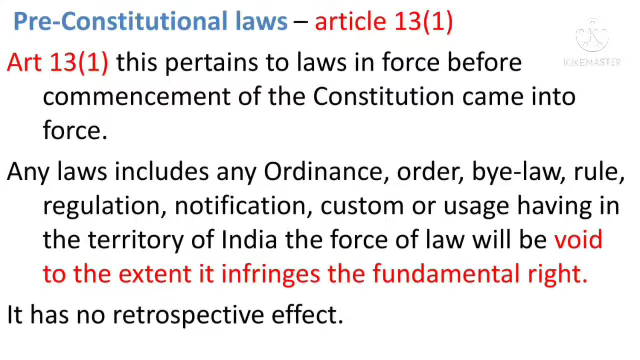 Pre-Constitutional laws – article 13(1)
Art 13(1) this pertains to laws in force before
commencement of the Constitution came into
force.
Any laws includes any Ordinance, order, bye-law, rule,
regulation, notification, custom or usage having in
the territory of India the force of law will be void
to the extent it infringes the fundamental right.
It has no retrospective effect.
KINEMASTER